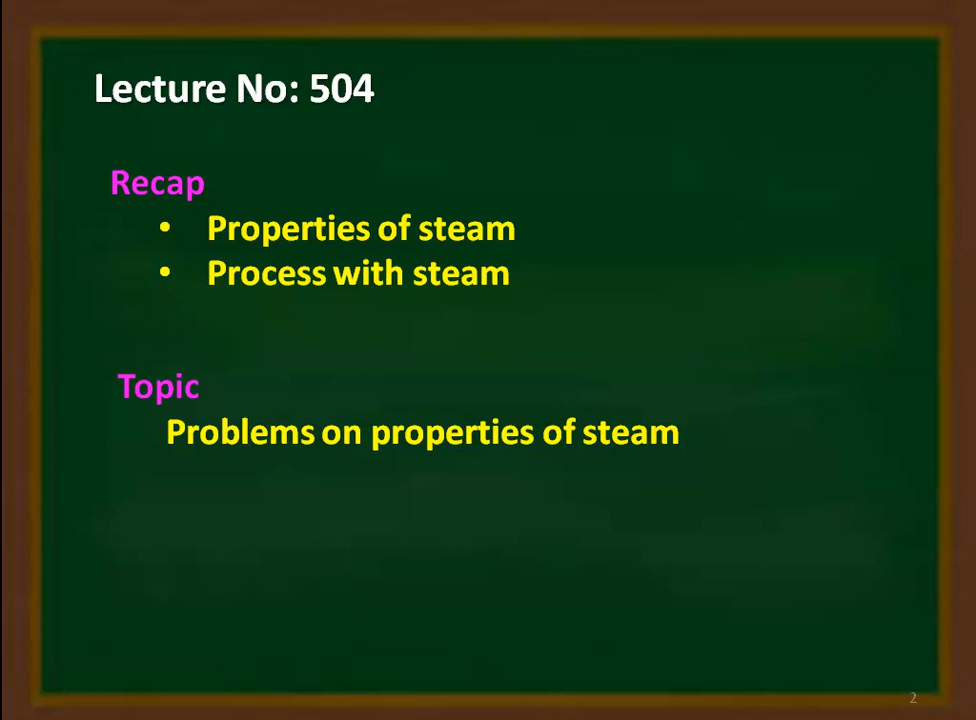 Lecture No: 504
Recap
• Properties of steam
• Process with steam
Topic
Problems on properties of steam
2